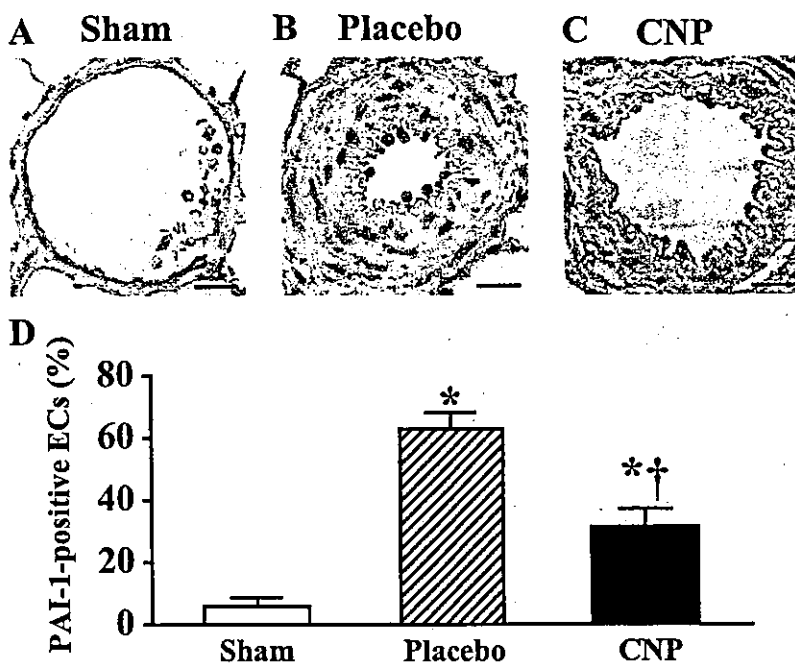 A Sham B Placebo C CNP
D
PAI-1-positive ECs (%)
80
60
40
20
0
*
*†
Sham Placebo CNP